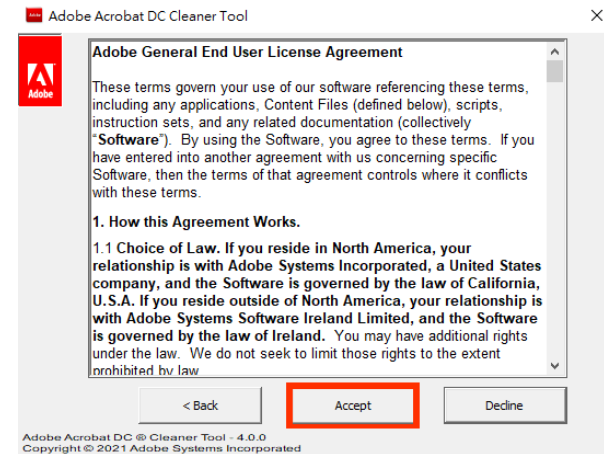 Adobe Acrobat DC Cleaner Tool
Adobe
Adobe General End User License Agreement
These terms govern your use of our software referencing these terms,
including any applications, Content Files (defined below), scripts,
instruction sets, and any related documentation (collectively
“Software”).  By using the Software, you agree to these terms.  If you
have entered into another agreement with us concerning specific
Software, then the terms of that agreement controls where it conflicts
with these terms.
1. How this Agreement Works.
1.1 Choice of Law. If you reside in North America, your
relationship is with Adobe Systems Incorporated, a United States
company, and the Software is governed by the law of California,
U.S.A. If you reside outside of North America, your relationship is
with Adobe Systems Software Ireland Limited, and the Software
is governed by the law of Ireland.  You may have additional rights
under the law.  We do not seek to limit those rights to the extent
prohibited by law
< Back Accept Decline
Adobe Acrobat DC ® Cleaner Tool - 4.0.0
Copyright © 2021 Adobe Systems Incorporated